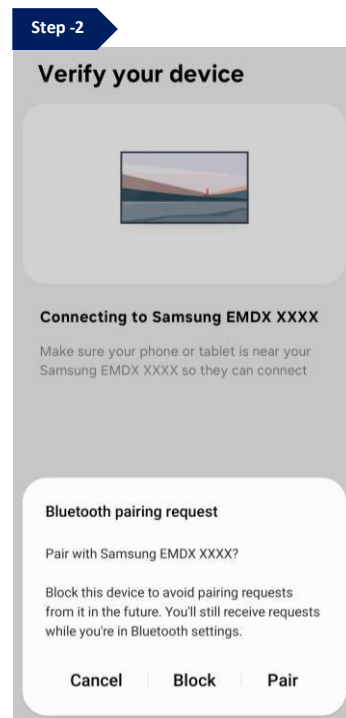 Step -2
Verify your device
Connecting to Samsung EMDX XXXX
Make sure your phone or tablet is near your
Samsung EMDX XXXX so they can connect
Bluetooth pairing request
Pair with Samsung EMDX XXXX?
Block this device to avoid pairing requests
from it in the future. You'll still receive requests
while you're in Bluetooth settings.
Cancel Block Pair